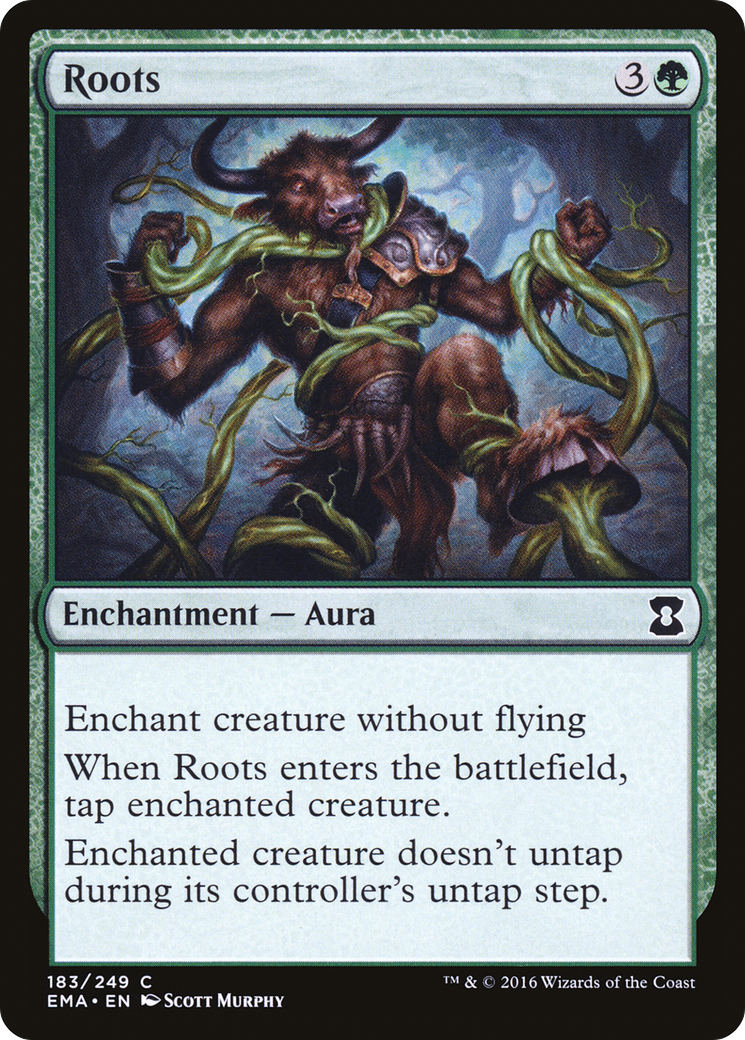 Roots
3
Enchantment — Aura
Enchant creature without flying
When Roots enters the battlefield,
tap enchanted creature.
Enchanted creature doesn't untap
during its controller's untap step.
183/249 C
EMA • EN Scott Murphy
™ & © 2016 Wizards of the Coast